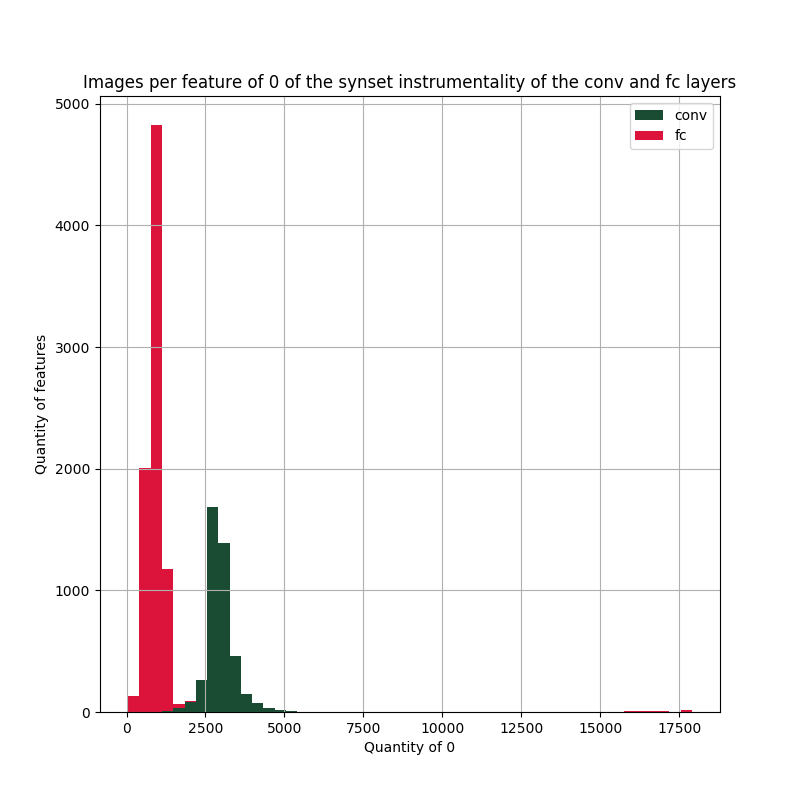 Images per feature of 0 of the synset instrumentality of the conv and fc layers
conv
fc
Quantity of features
5000
4000
3000
2000
1000
0
0 2500 5000 7500 10000 12500 15000 17500
Quantity of 0